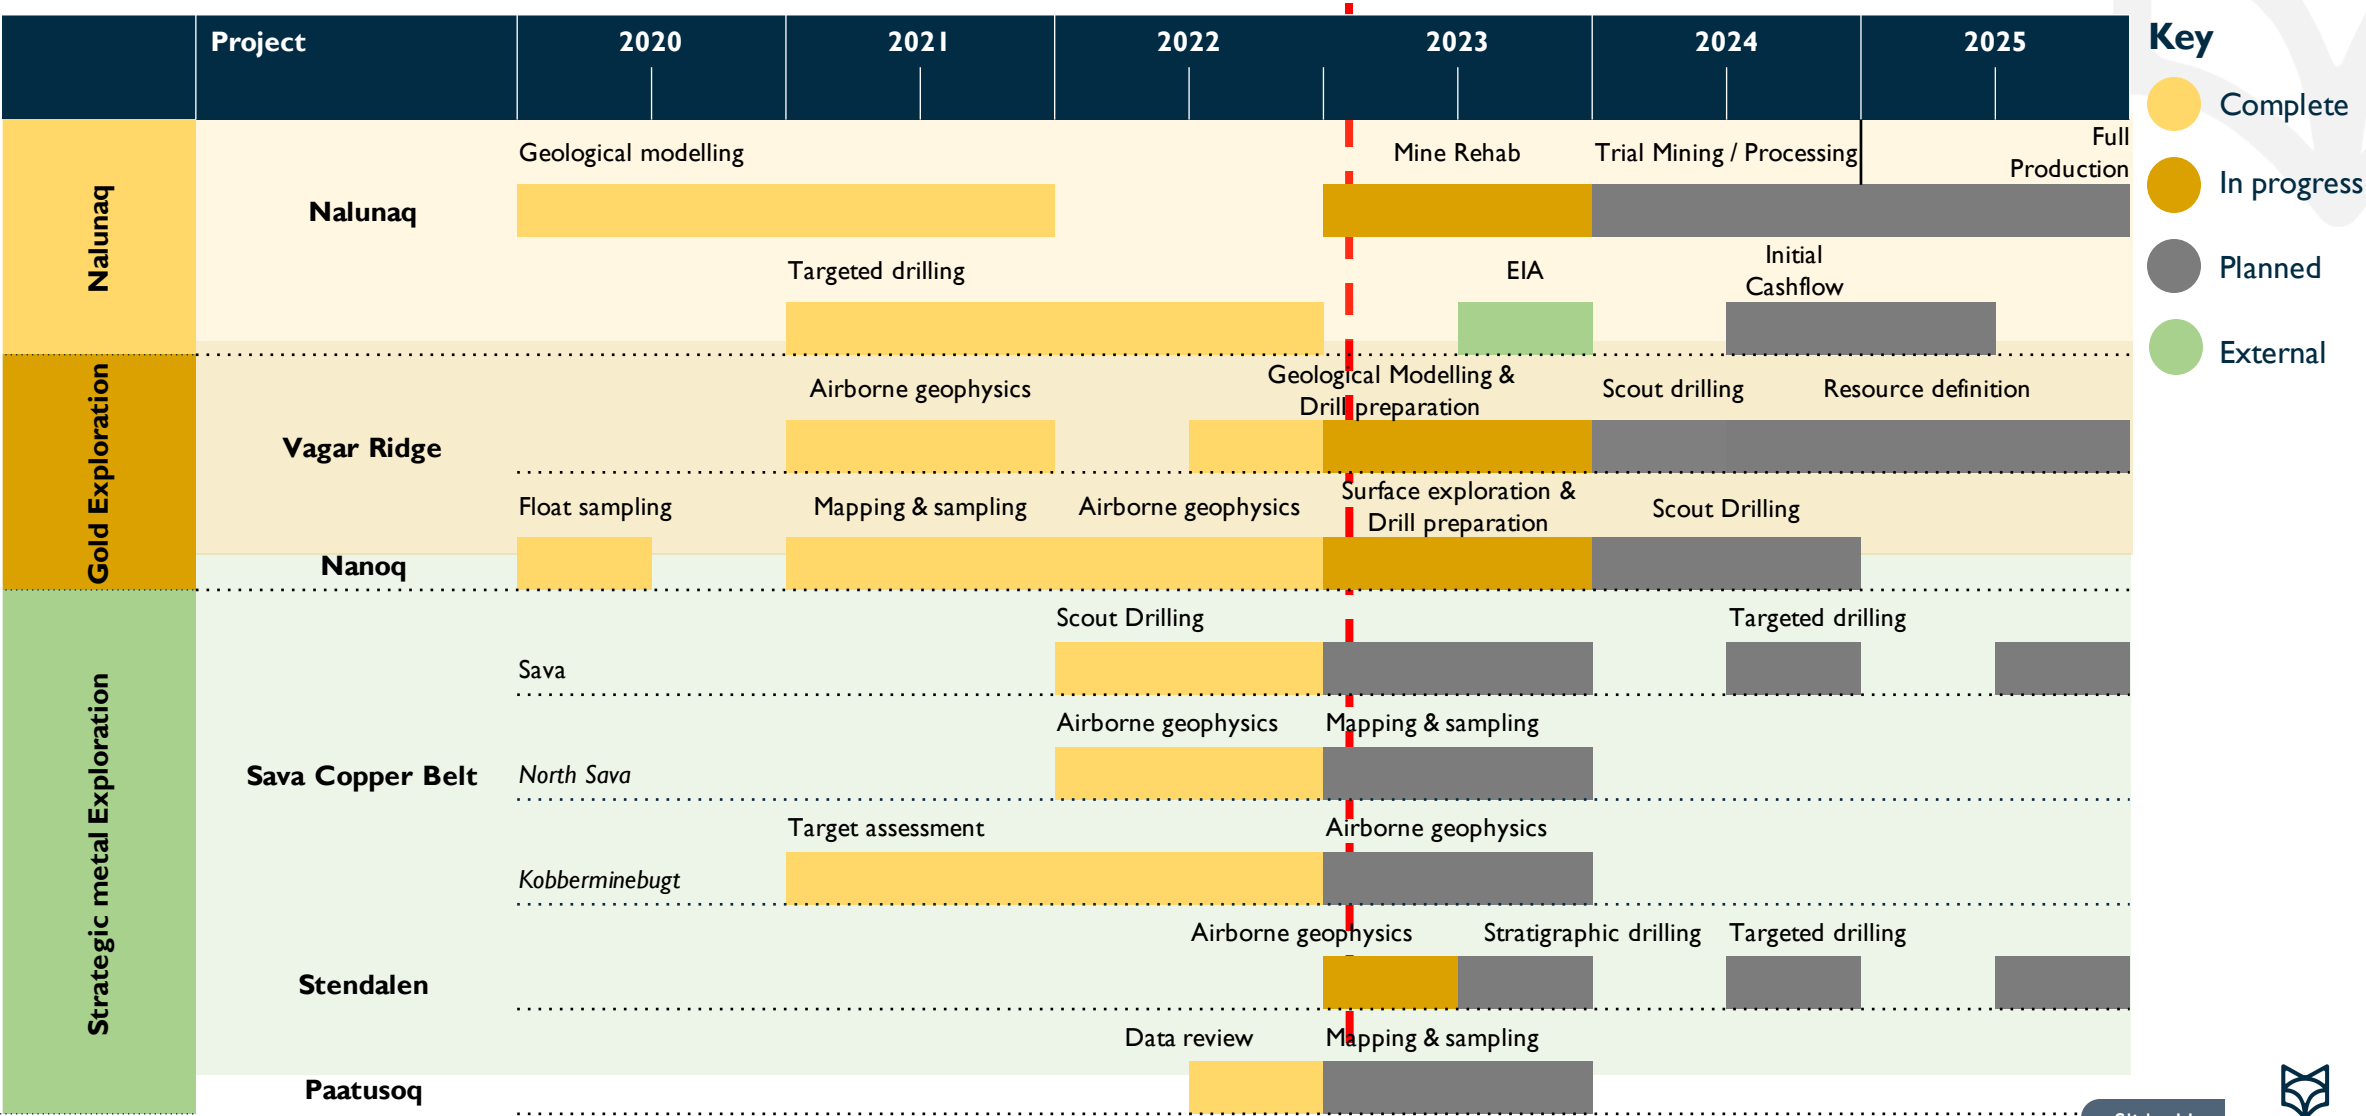 Project
2020
2021
2022
2023
2024
2025
Key
Complete
In progress
Planned
External
Nalunaq
Nalunaq
Geological modelling
Mine Rehab
Trial Mining / Processing
Full
Production
Targeted drilling
EIA
Initial
Cashflow
Gold Exploration
Vagar Ridge
Airborne geophysics
Geological Modelling &
Drill preparation
Scout drilling
Resource definition
Nanoq
Float sampling
Mapping & sampling
Airborne geophysics
Surface exploration &
Drill preparation
Scout Drilling
Strategic metal Exploration
Sava Copper Belt
Sava
Scout Drilling
Targeted drilling
North Sava
Airborne geophysics
Mapping & sampling
Kobberminebugt
Target assessment
Airborne geophysics
Stendalen
Airborne geophysics
Stratigraphic drilling
Targeted drilling
Paatusoq
Data review
Mapping & sampling